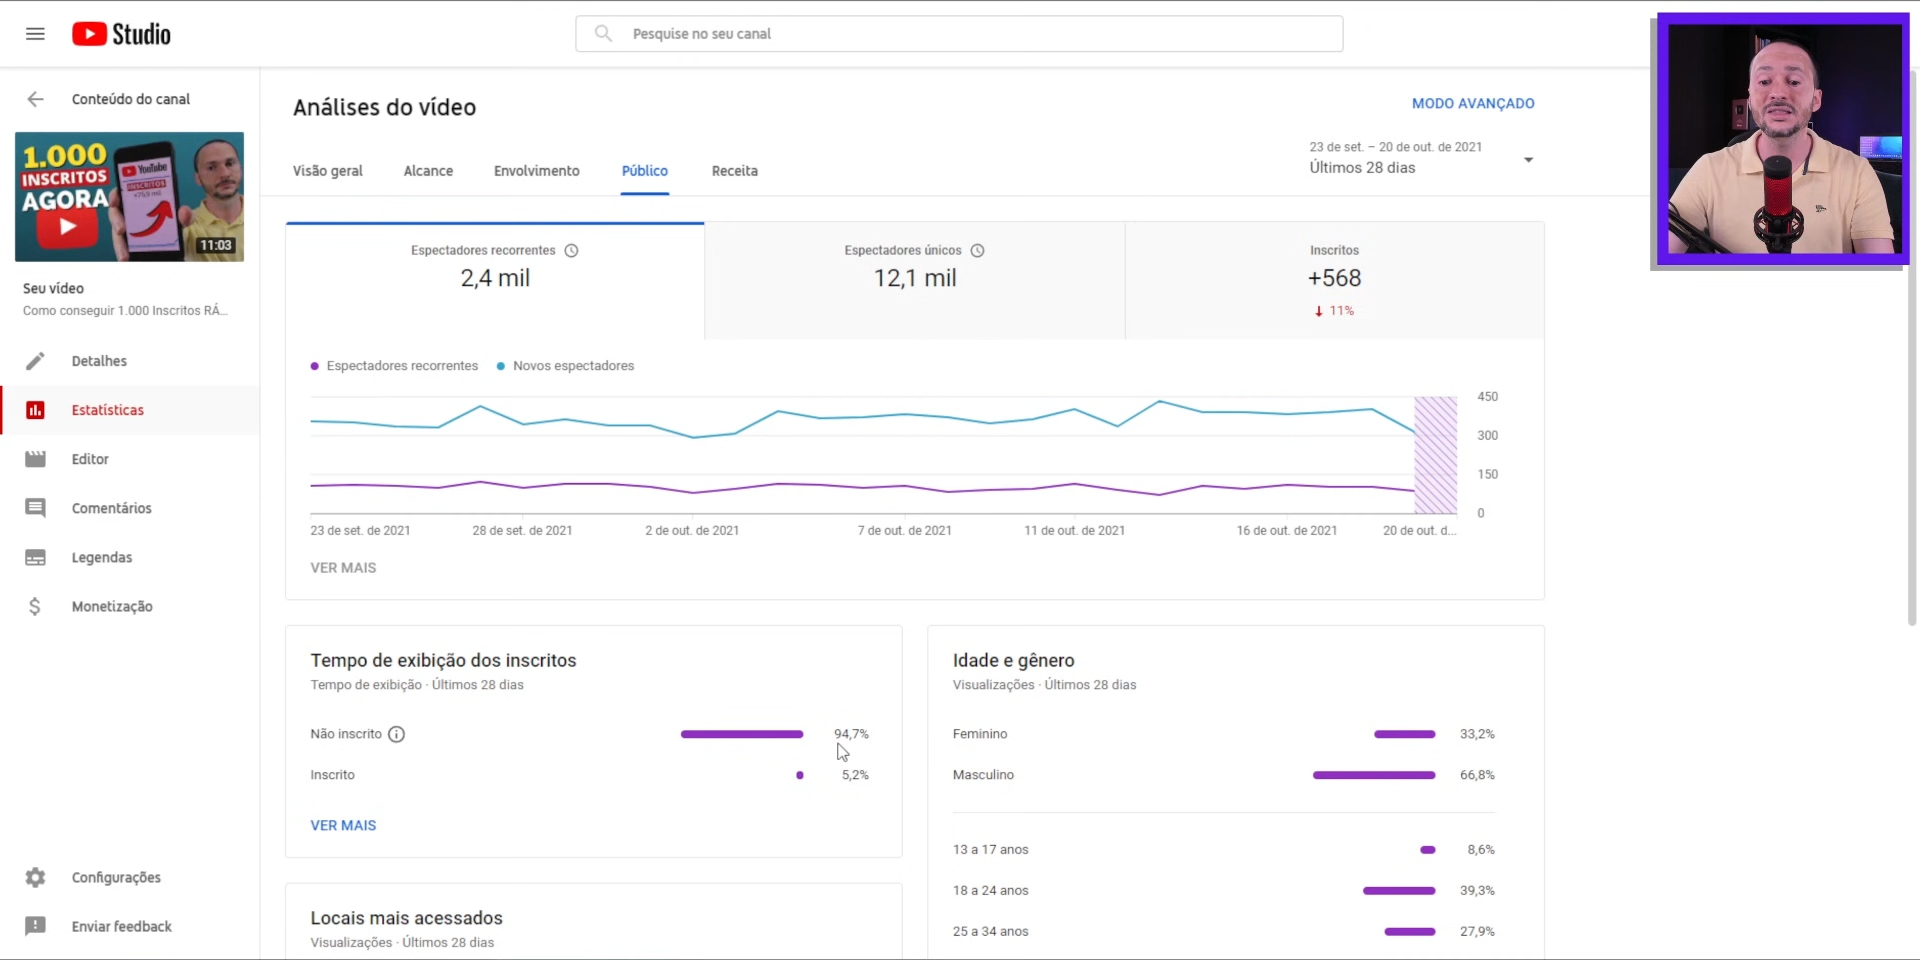 Studio
Pesquise no seu canal
Conteúdo do canal
1.000
INSCRITOS
AGORA
YouTube
INSCRITOS
11:03
Seu vídeo
Como conseguir 1.000 Inscritos RÁ...
Detalhes
Estatísticas
Editor
Comentários
Legendas
Monetização
Configurações
Enviar feedback
Análises do vídeo
MODO AVANÇADO
23 de set. – 20 de out. de 2021
Últimos 28 dias
Visão geral
Alcance
Envolvimento
Público
Receita
Espectadores recorrentes
2,4 mil
Espectadores únicos
12,1 mil
Inscritos
+568
11%
Espectadores recorrentes
Novos espectadores
450
300
150
0
23 de set. de 2021
28 de set. de 2021
2 de out. de 2021
7 de out. de 2021
11 de out. de 2021
16 de out. de 2021
20 de out. d...
VER MAIS
Tempo de exibição dos inscritos
Tempo de exibição · Últimos 28 dias
Não inscrito
94,7%
Inscrito
5,2%
VER MAIS
Locais mais acessados
Visualizações · Últimos 28 dias
Idade e gênero
Visualizações · Últimos 28 dias
Feminino
33,2%
Masculino
66,8%
13 a 17 anos
8,6%
18 a 24 anos
39,3%
25 a 34 anos
27,9%